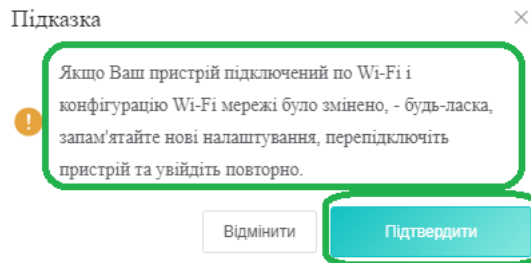 Підказка
Якщо Ваш пристрій підключений по Wi-Fi і
конфігурацію Wi-Fi мережі було змінено, - будь-ласка,
запам'ятайте нові налаштування, перепідключіть
пристрій та увійдіть повторно.
Відмінити
Підтвердити